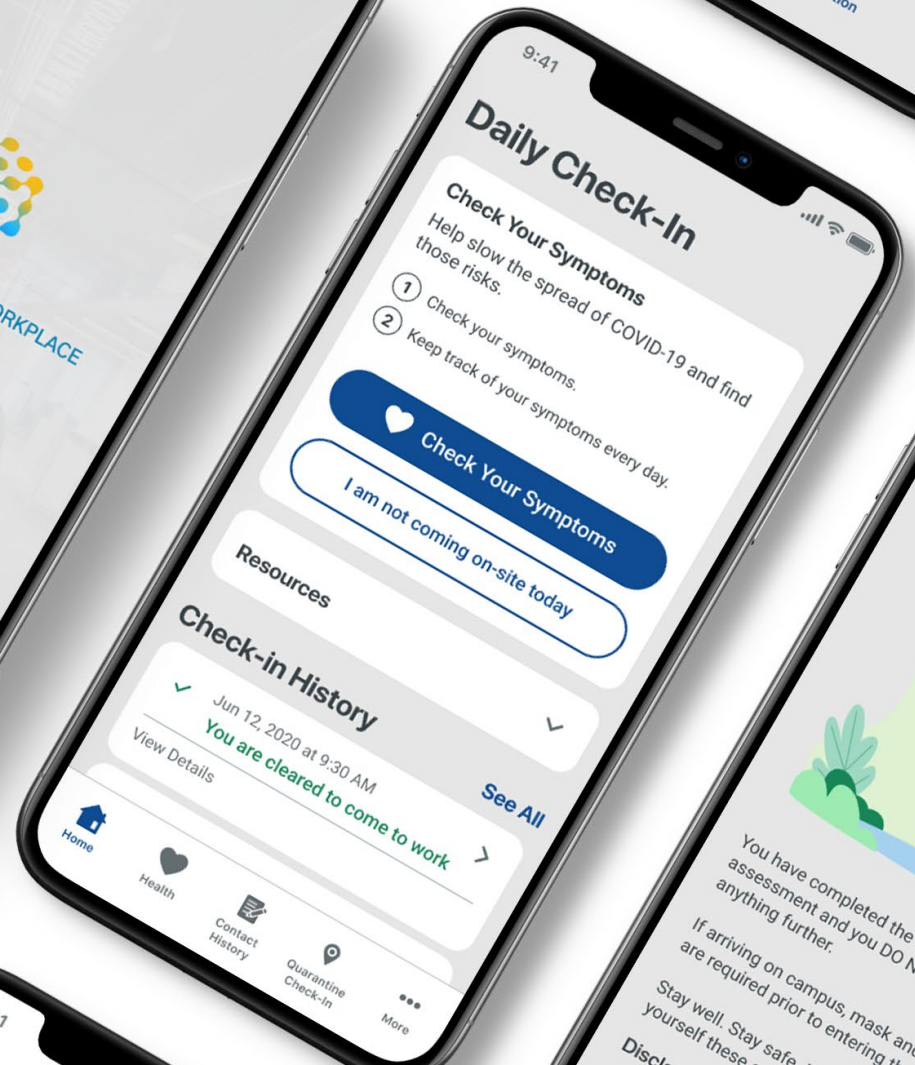 9:41
Daily Check-In
Check Your Symptoms
Help slow the spread of COVID-19 and find
those risks.
1 Check your symptoms.
2 Keep track of your symptoms every day.
Check Your Symptoms
I am not coming on-site today
Resources
Check-in History
See All
Jun 12, 2020 at 9:30 AM
You are cleared to come to work
View Details
Home
Health
Contact
History
Quarantine
Check-In
More
You have completed the
assessment and you DO
anything further.
If arriving on campus, mask
are required prior to entering
Stay well. Stay safe.
yourself these